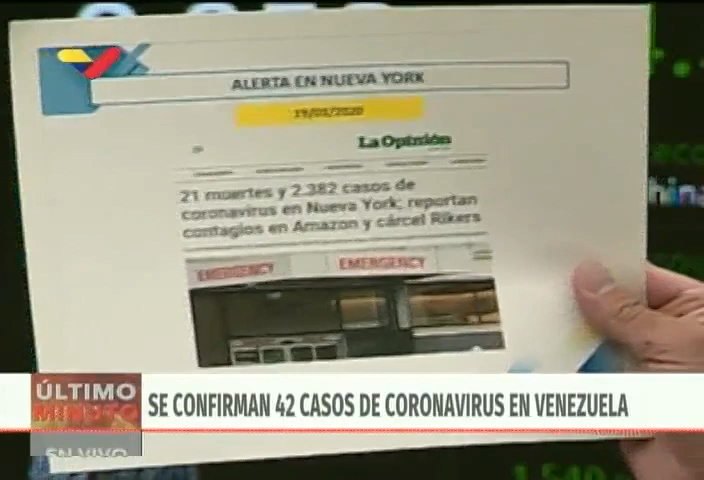 ALERTA EN NUEVA YORK
19/03/2020
La Opinión
21 muertes y 2.382 casos de
coronavirus en Nueva York; reportan
contagios en Amazon y cárcel Rikers
EMERGENCY EMERGENCY
ÚLTIMO
MINUTO
EN VIVO
SE CONFIRMAN 42 CASOS DE CORONAVIRUS EN VENEZUELA
1.540